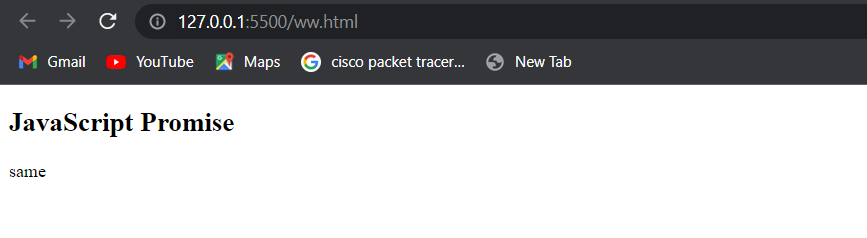 127.0.0.1:5500/ww.html
Gmail YouTube Maps cisco packet tracer... New Tab
JavaScript Promise
same